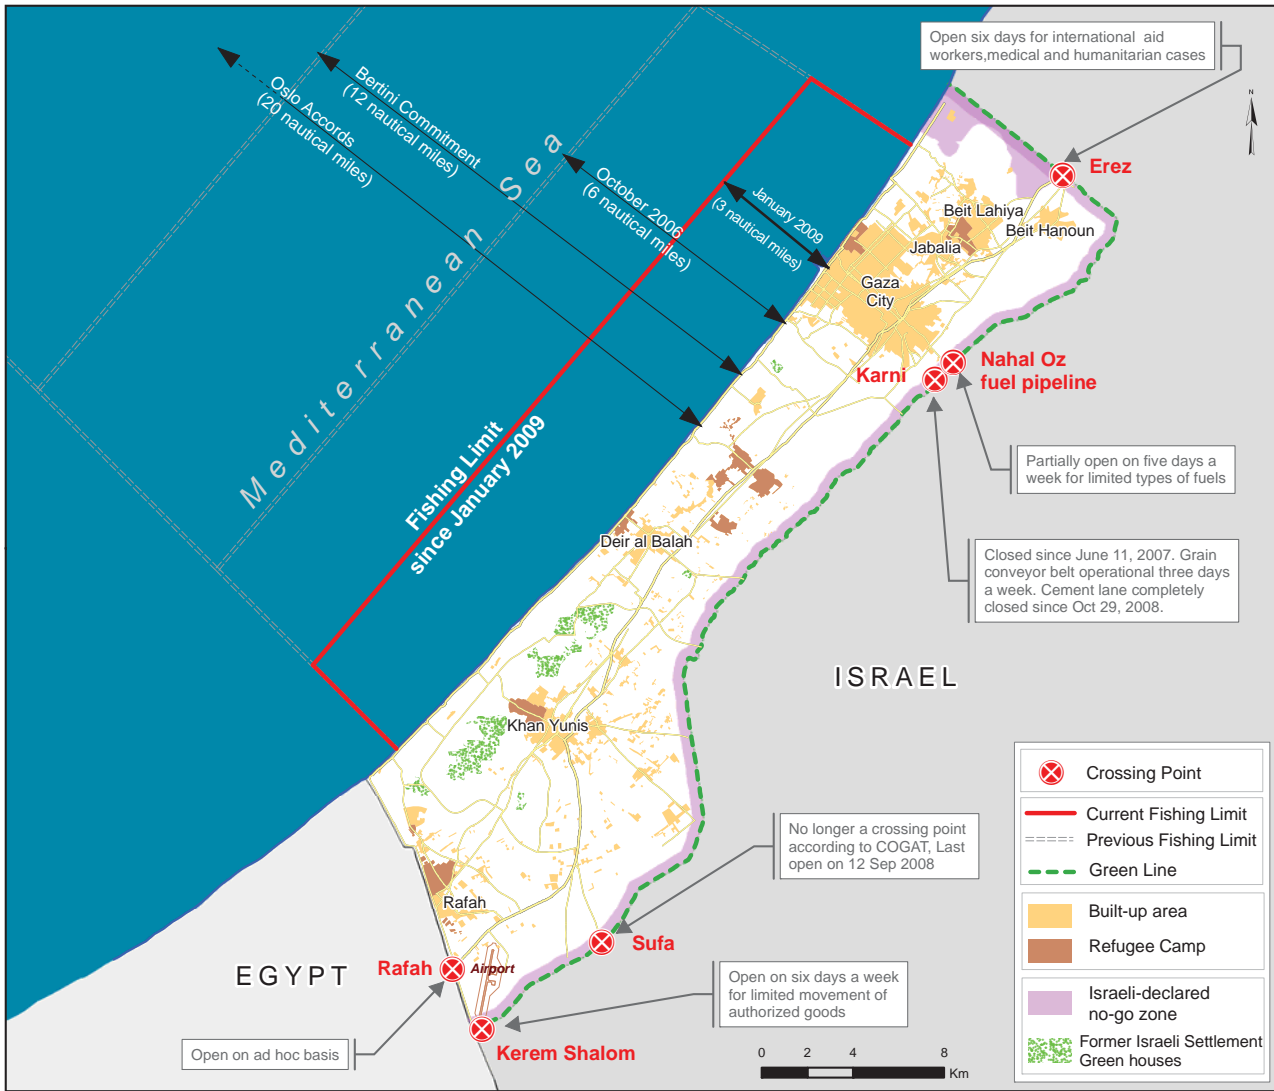 Open six days for international aid
workers,medical and humanitarian cases
N
Oslo Accords
(20 nautical miles)
Bertini Commitment
(12 nautical miles)
October 2006
(6 nautical miles)
January 2009
(3 nautical miles)
Mediterranean Sea
Fishing Limit
since January 2009
Erez
Beit Lahiya
Beit Hanoun
Jabalia
Gaza
City
Karni
Nahal Oz
fuel pipeline
Partially open on five days a
week for limited types of fuels
Deir al Balah
Closed since June 11, 2007. Grain
conveyor belt operational three days
a week. Cement lane completely
closed since Oct 29, 2008.
ISRAEL
Khan Yunis
No longer a crossing point
according to COGAT, Last
open on 12 Sep 2008
Rafah
Sufa
EGYPT
Rafah
Airport
Open on six days a week
for limited movement of
authorized goods
Kerem Shalom
Open on ad hoc basis
0 2 4 8
Km
Crossing Point
Current Fishing Limit
Previous Fishing Limit
Green Line
Built-up area
Refugee Camp
Israeli-declared
no-go zone
Former Israeli Settlement
Green houses